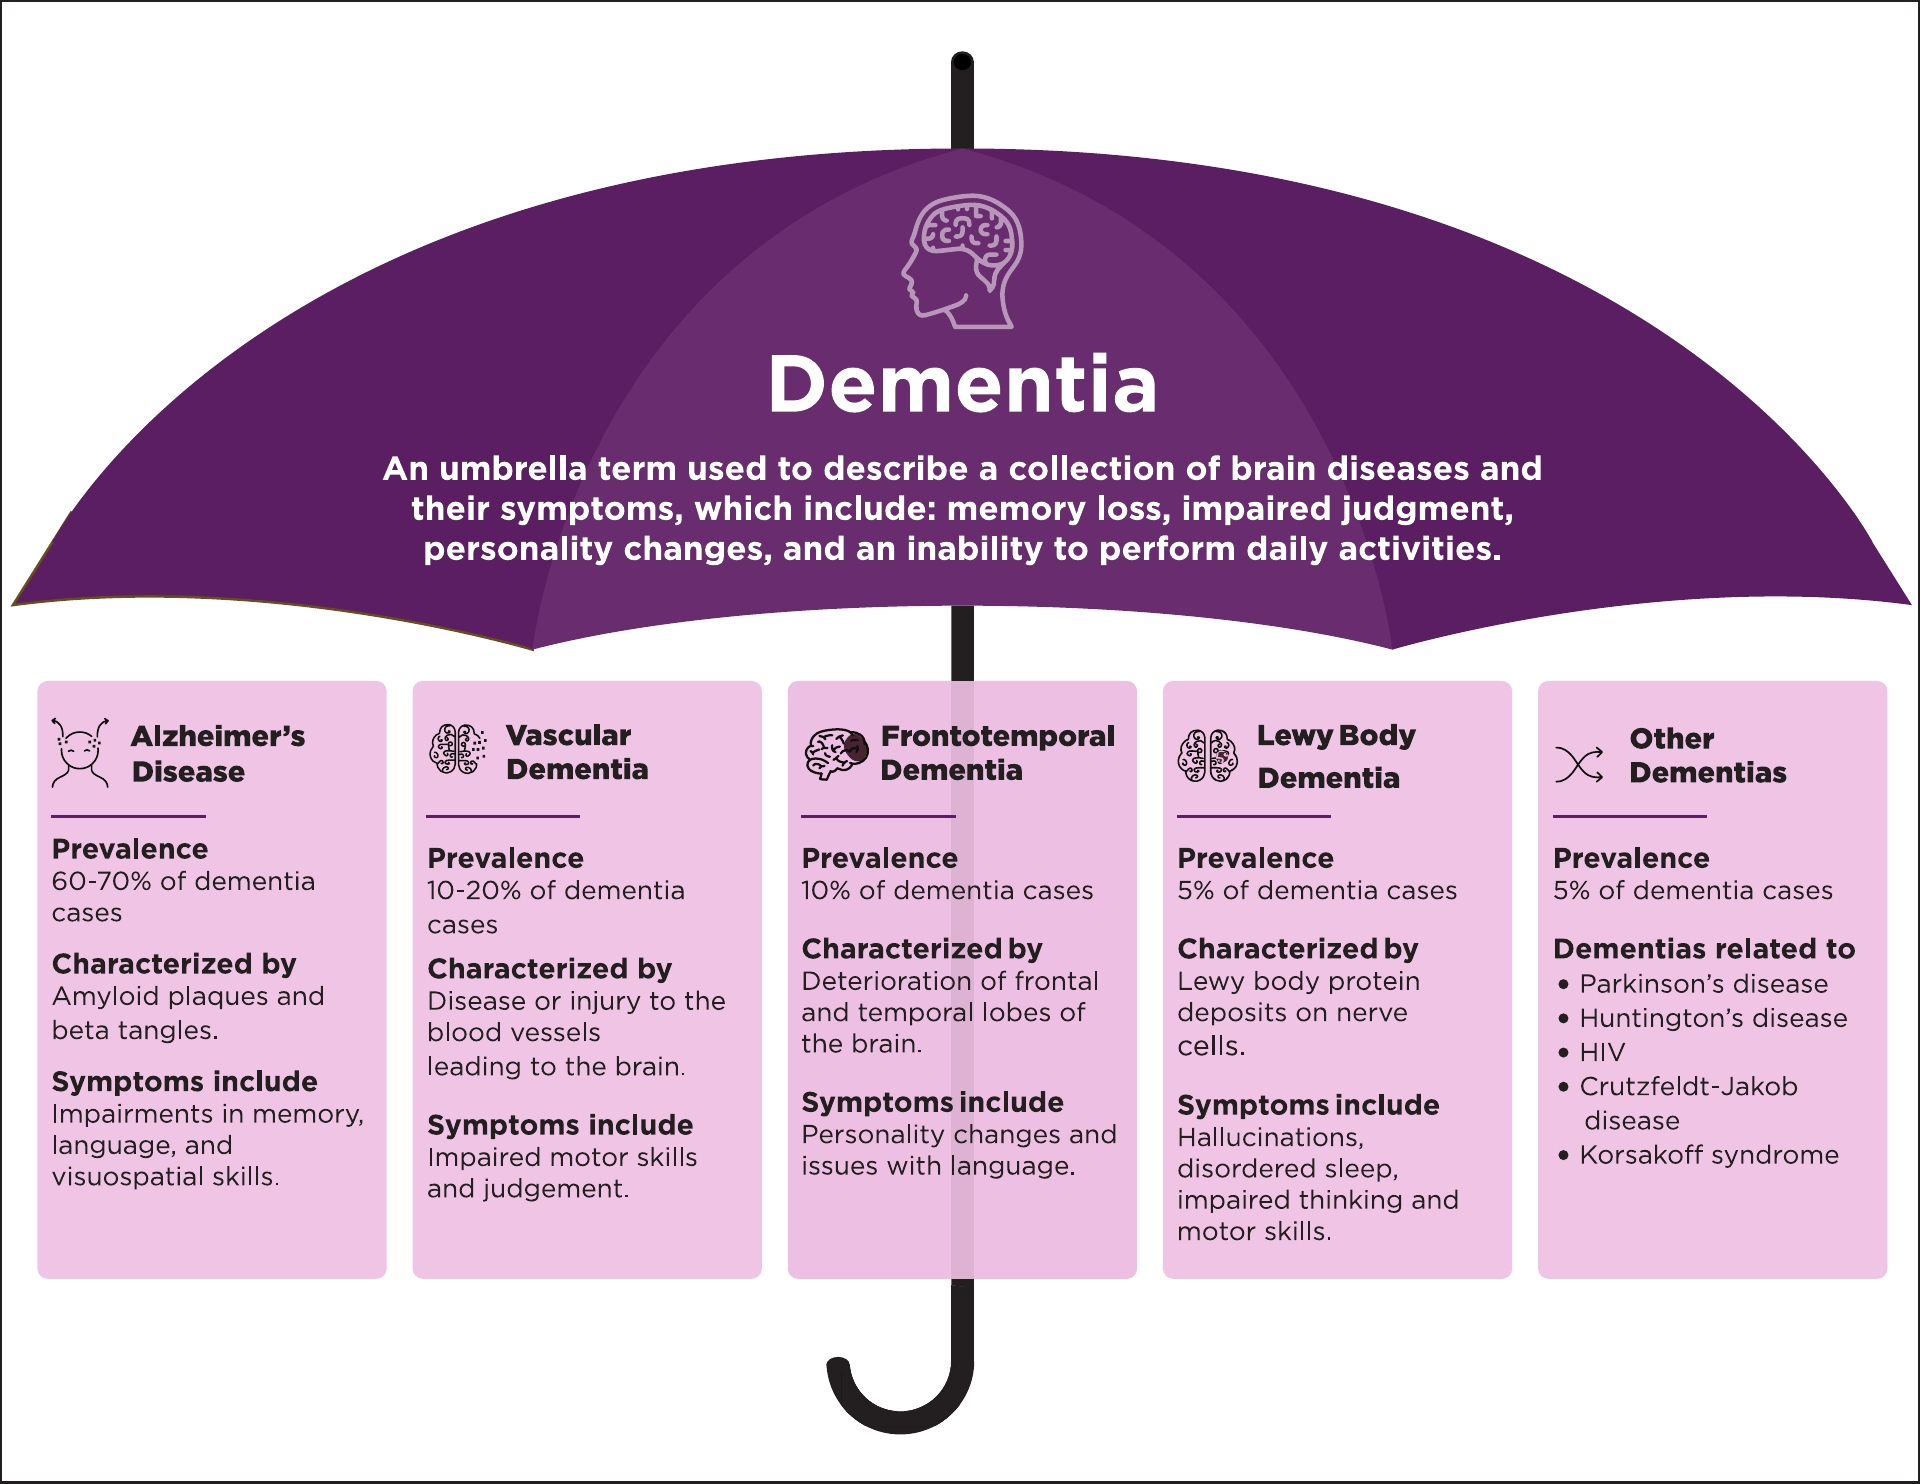 Dementia
An umbrella term used to describe a collection of brain diseases and
their symptoms, which include: memory loss, impaired judgment,
personality changes, and an inability to perform daily activities.
Alzheimer's
Disease
Prevalence
60-70% of dementia
cases
Characterized by
Amyloid plaques and
beta tangles.
Symptoms include
Impairments in memory,
language, and
visuospatial skills.
Vascular
Dementia
Prevalence
10-20% of dementia
cases
Characterized by
Disease or injury to the
blood vessels
leading to the brain.
Symptoms include
Impaired motor skills
and judgement.
Frontotemporal
Dementia
Prevalence
10% of dementia cases
Characterized by
Deterioration of frontal
and temporal lobes of
the brain.
Symptoms include
Personality changes and
issues with language.
Lewy Body
Dementia
Prevalence
5% of dementia cases
Characterized by
Lewy body protein
deposits on nerve
cells.
Symptoms include
Hallucinations,
disordered sleep,
impaired thinking and
motor skills.
Other
Dementias
Prevalence
5% of dementia cases
Dementias related to
• Parkinson's disease
• Huntington's disease
• HIV
• Crutzfeldt-Jakob
disease
• Korsakoff syndrome